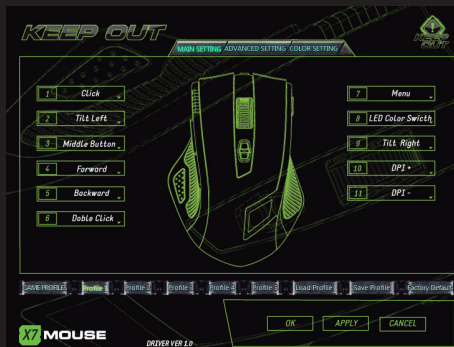 KEEP OUT
MAIN SETTING ADVANCED SETTING COLOR SETTING
KEEP OUT
1 Click
2 Tilt Left
3 Middle Button
4 Forward
5 Backward
6 Doble Click
7 Menu
8 LED Color Swicth
9 Tilt Right
10 DPI +
11 DPI -
GAME PROFILE Profile 1 Profile 2 Profile 3 Profile 4 Profile 5 Load Profile Save Profile Factory Default
OK APPLY CANCEL
X7 MOUSE
DRIVER VER 1.0